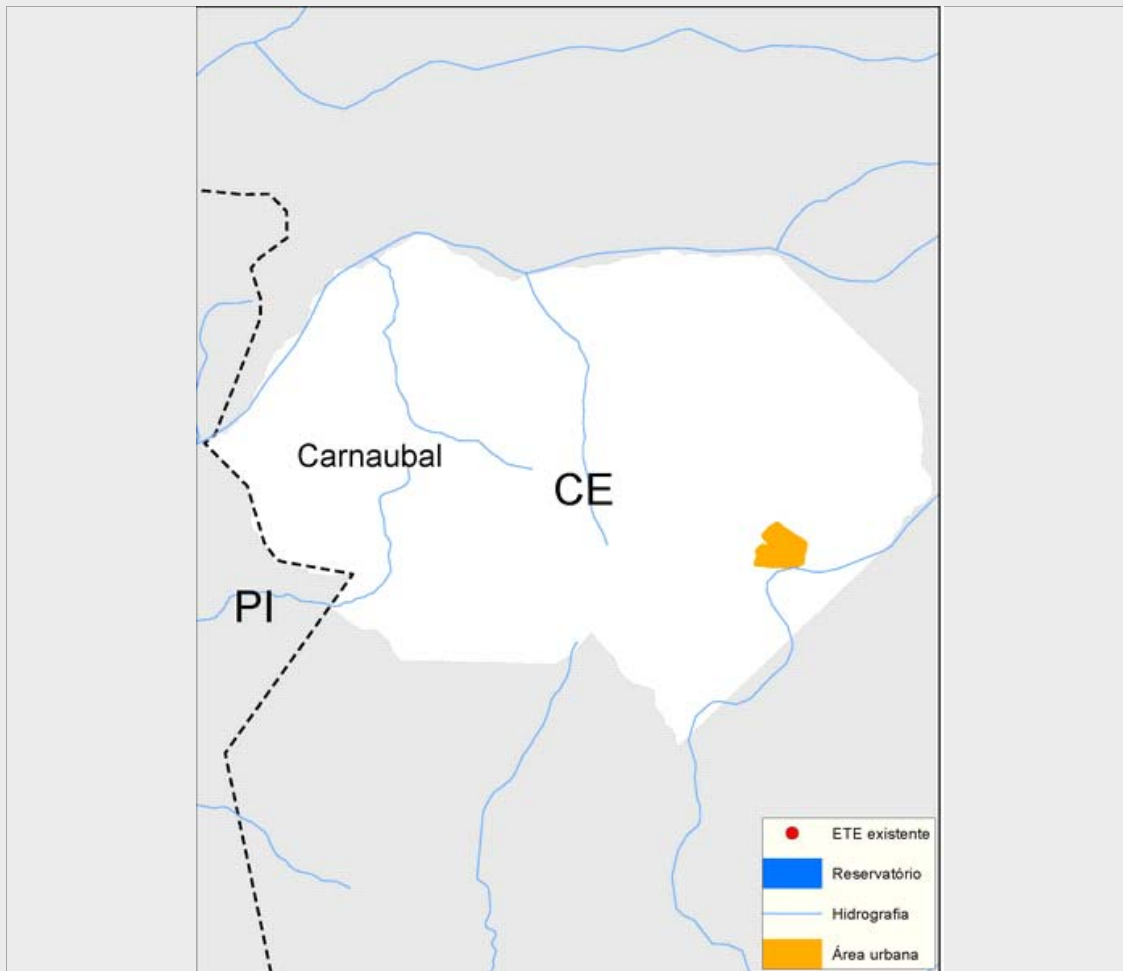 Carnaubal
CE
PI
ETE existente
Reservatório
Hidrografia
Área urbana